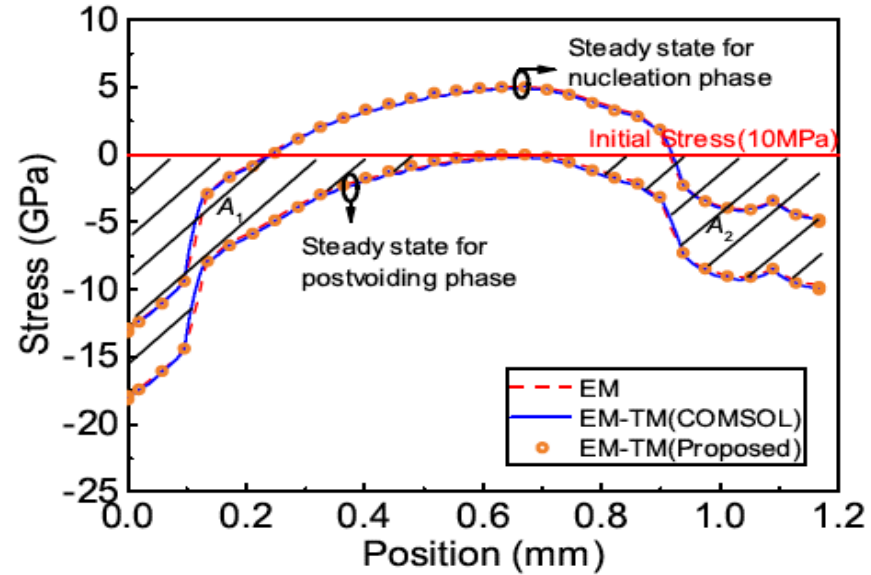 10
5
0
-5
-10
-15
-20
-25
0.0 0.2 0.4 0.6 0.8 1.0 1.2
Stress (GPa)
Position (mm)
Steady state for
nucleation phase
Initial Stress(10MPa)
A1
A2
Steady state for
postvoiding phase
EM
EM-TM(COMSOL)
EM-TM(Proposed)